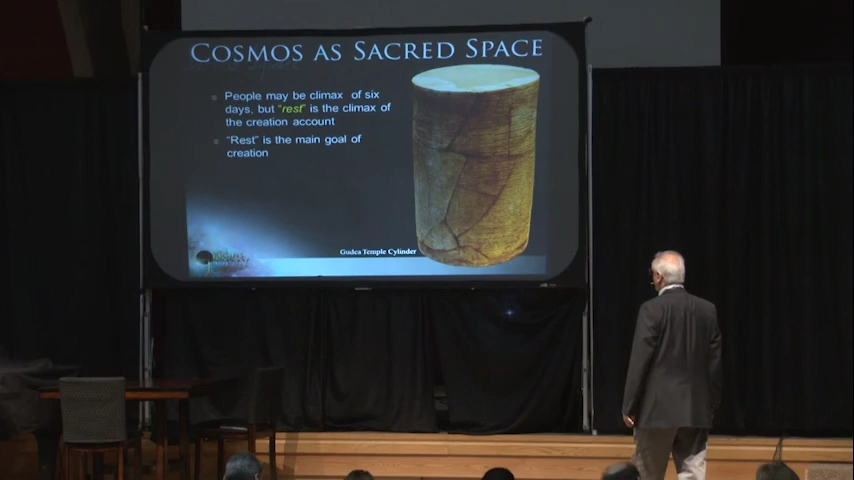 COSMOS AS SACRED SPACE
People may be climax of six
days, but "rest" is the climax of
the creation account
"Rest" is the main goal of
creation
Gudea Temple Cylinder